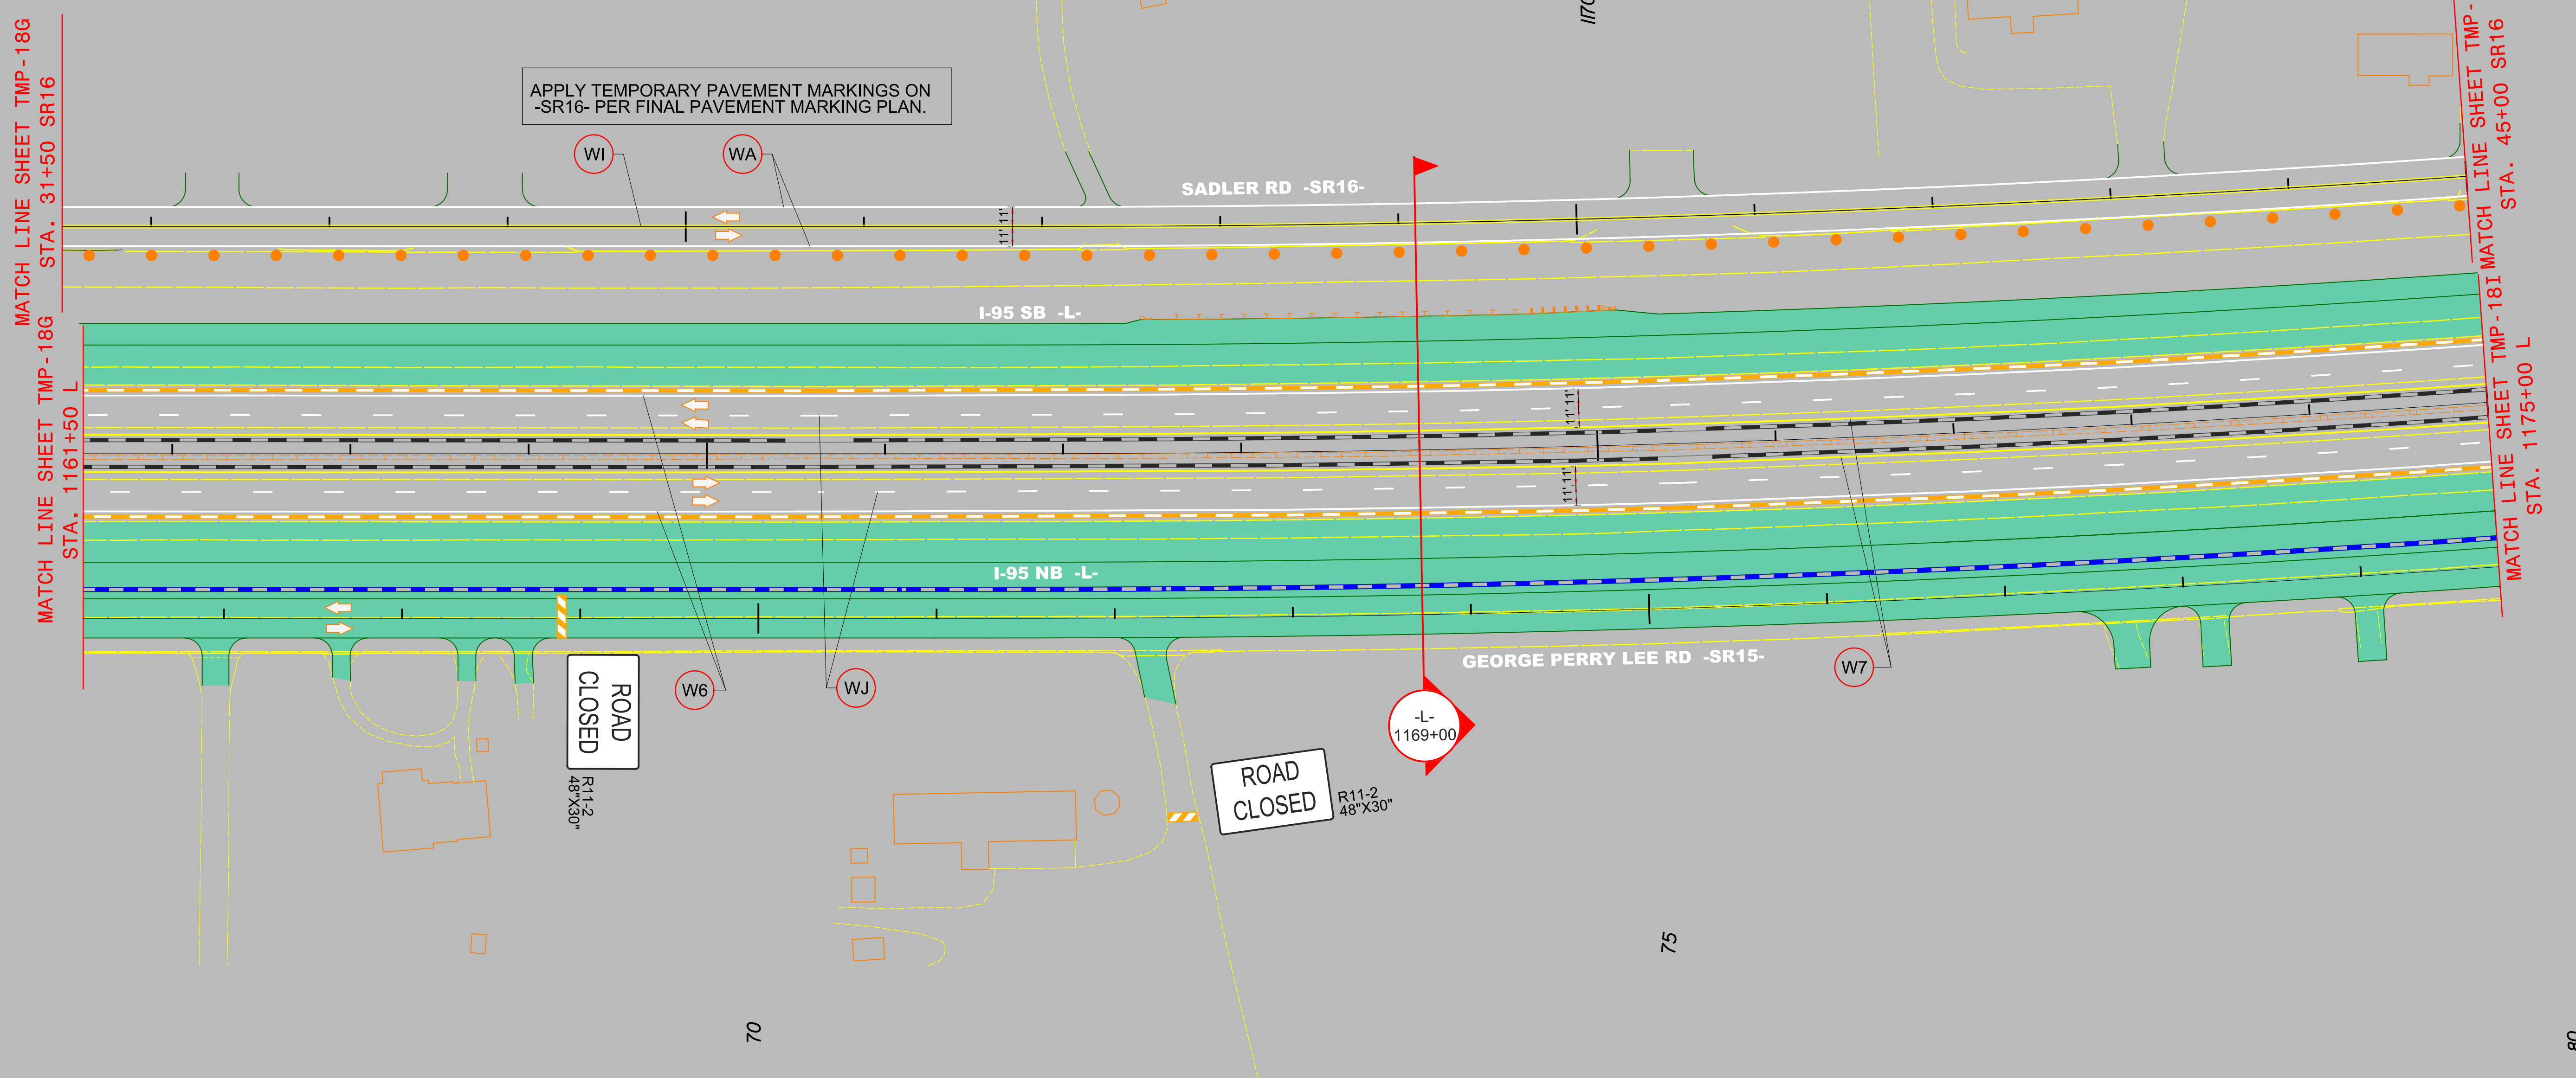 MATCH LINE SHEET TMP-18G
STA. 31+50 SR16
APPLY TEMPORARY PAVEMENT MARKINGS ON
-SR16- PER FINAL PAVEMENT MARKING PLAN.
WI
WA
SADLER RD -SR16-
11' 11'
MATCH LINE SHEET TMP-
STA. 45+00 SR16
I-95 SB -L-
MATCH LINE SHEET TMP-18G
STA. 1161+50 L
11' 11'
11' 11'
I-95 NB -L-
MATCH LINE SHEET TMP-18I
STA. 1175+00 L
GEORGE PERRY LEE RD -SR15-
W6
WJ
W7
ROAD
CLOSED
R11-2
48"X30"
-L-
1169+00
ROAD
CLOSED
R11-2
48"X30"
75
70
80